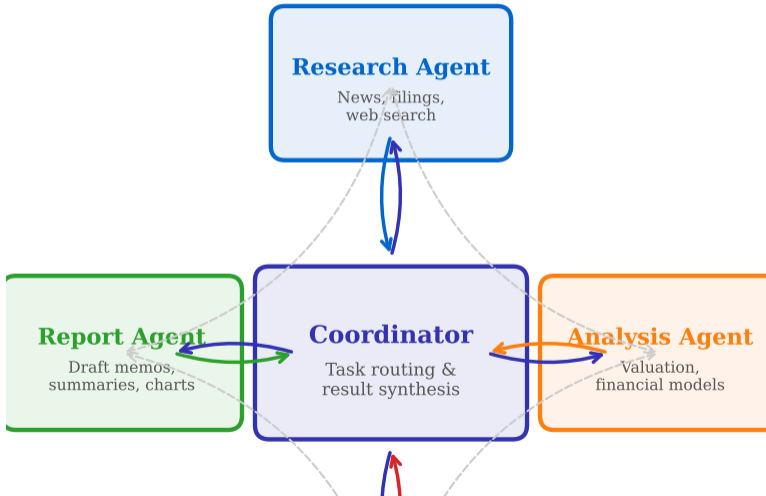 Research Agent
News, filings,
web search
Report Agent
Draft memos,
summaries, charts
Coordinator
Task routing &
result synthesis
Analysis Agent
Valuation,
financial models